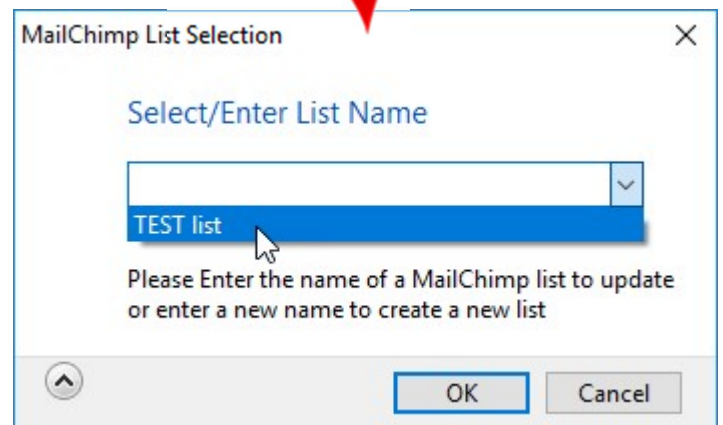 MailChimp List Selection
Select/Enter List Name
TEST list
Please Enter the name of a MailChimp list to update
or enter a new name to create a new list
OK Cancel